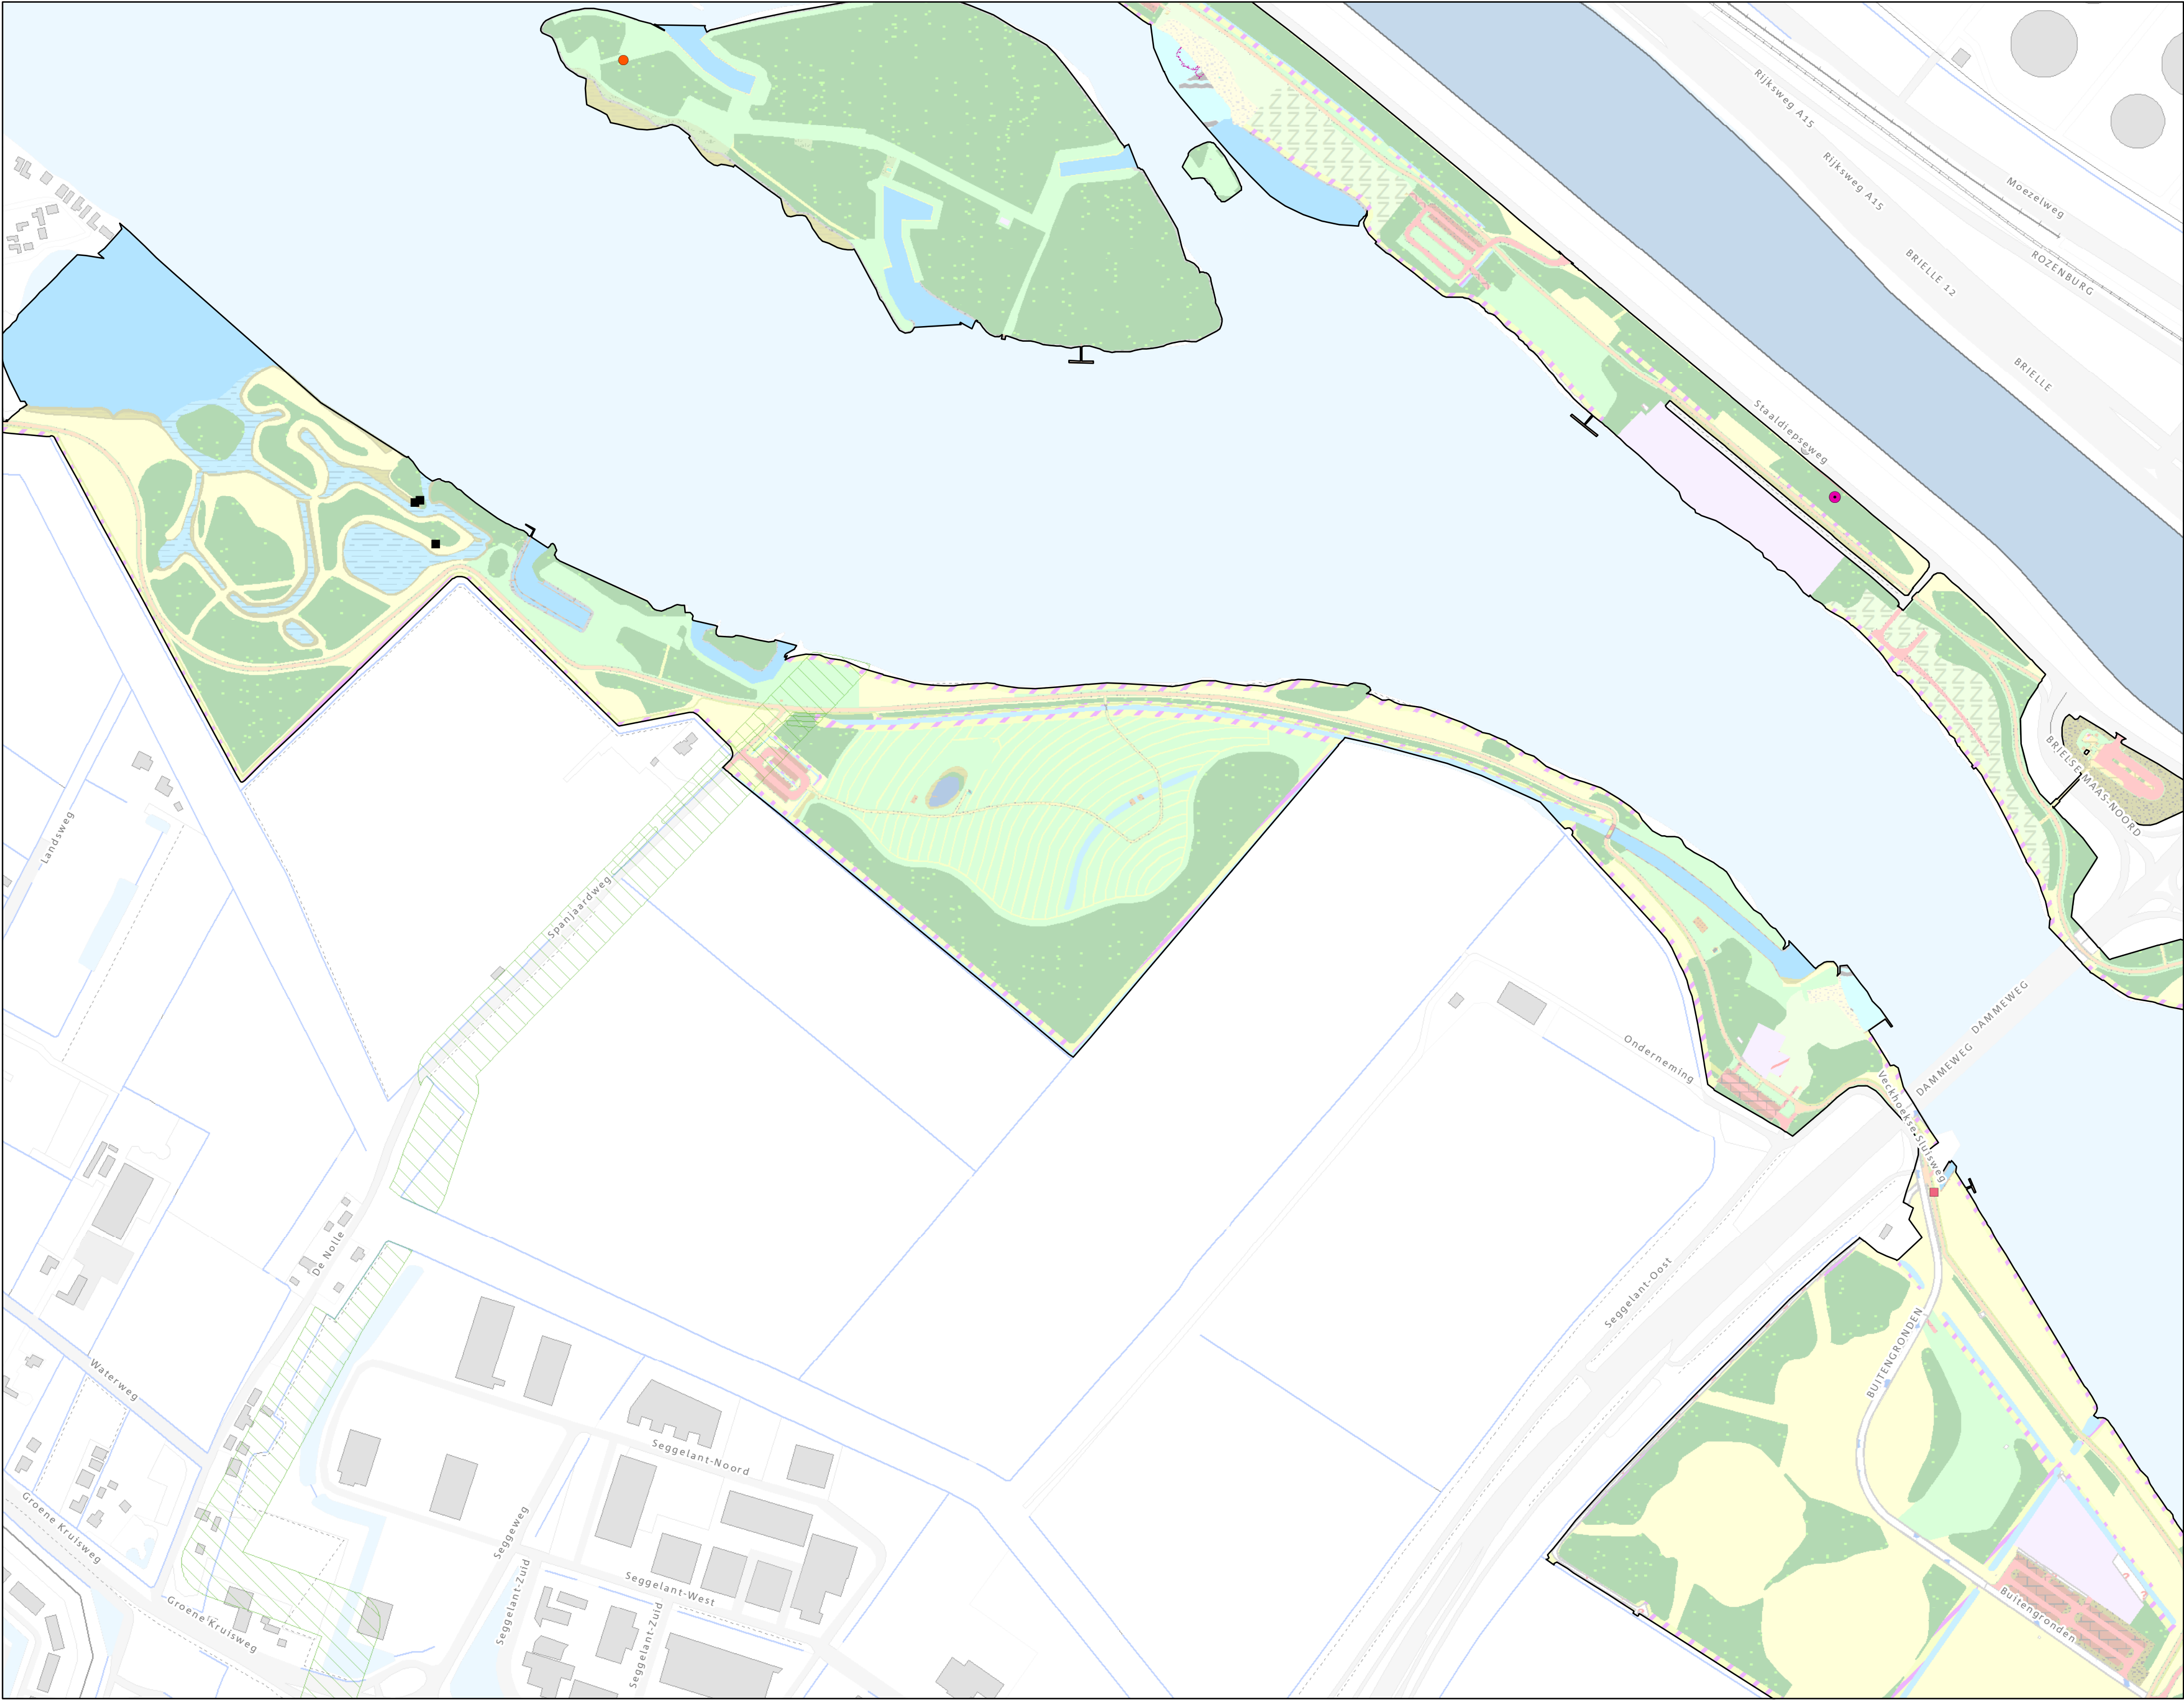 Rijksweg A15
Rijksweg A15
Moezelweg
ROZENBURG
BRIELLE 12
BRIELLE
Staaldiepseweg
BRIELSE MAAS-NOORD
Landsweg
Spanjaardweg
DAMMEWEG
DAMMEWEG
Onderneming
Veckhoekse Sluisweg
De Nolle
Seggelant-Oost
BUITENGRONDEN
Waterweg
Seggelant-Noord
Groene Kruisweg
Seggeweg
Seggelant-West
Seggelant-Zuid
Seggelant-Zuid
Groene Kruisweg
Buitengronden